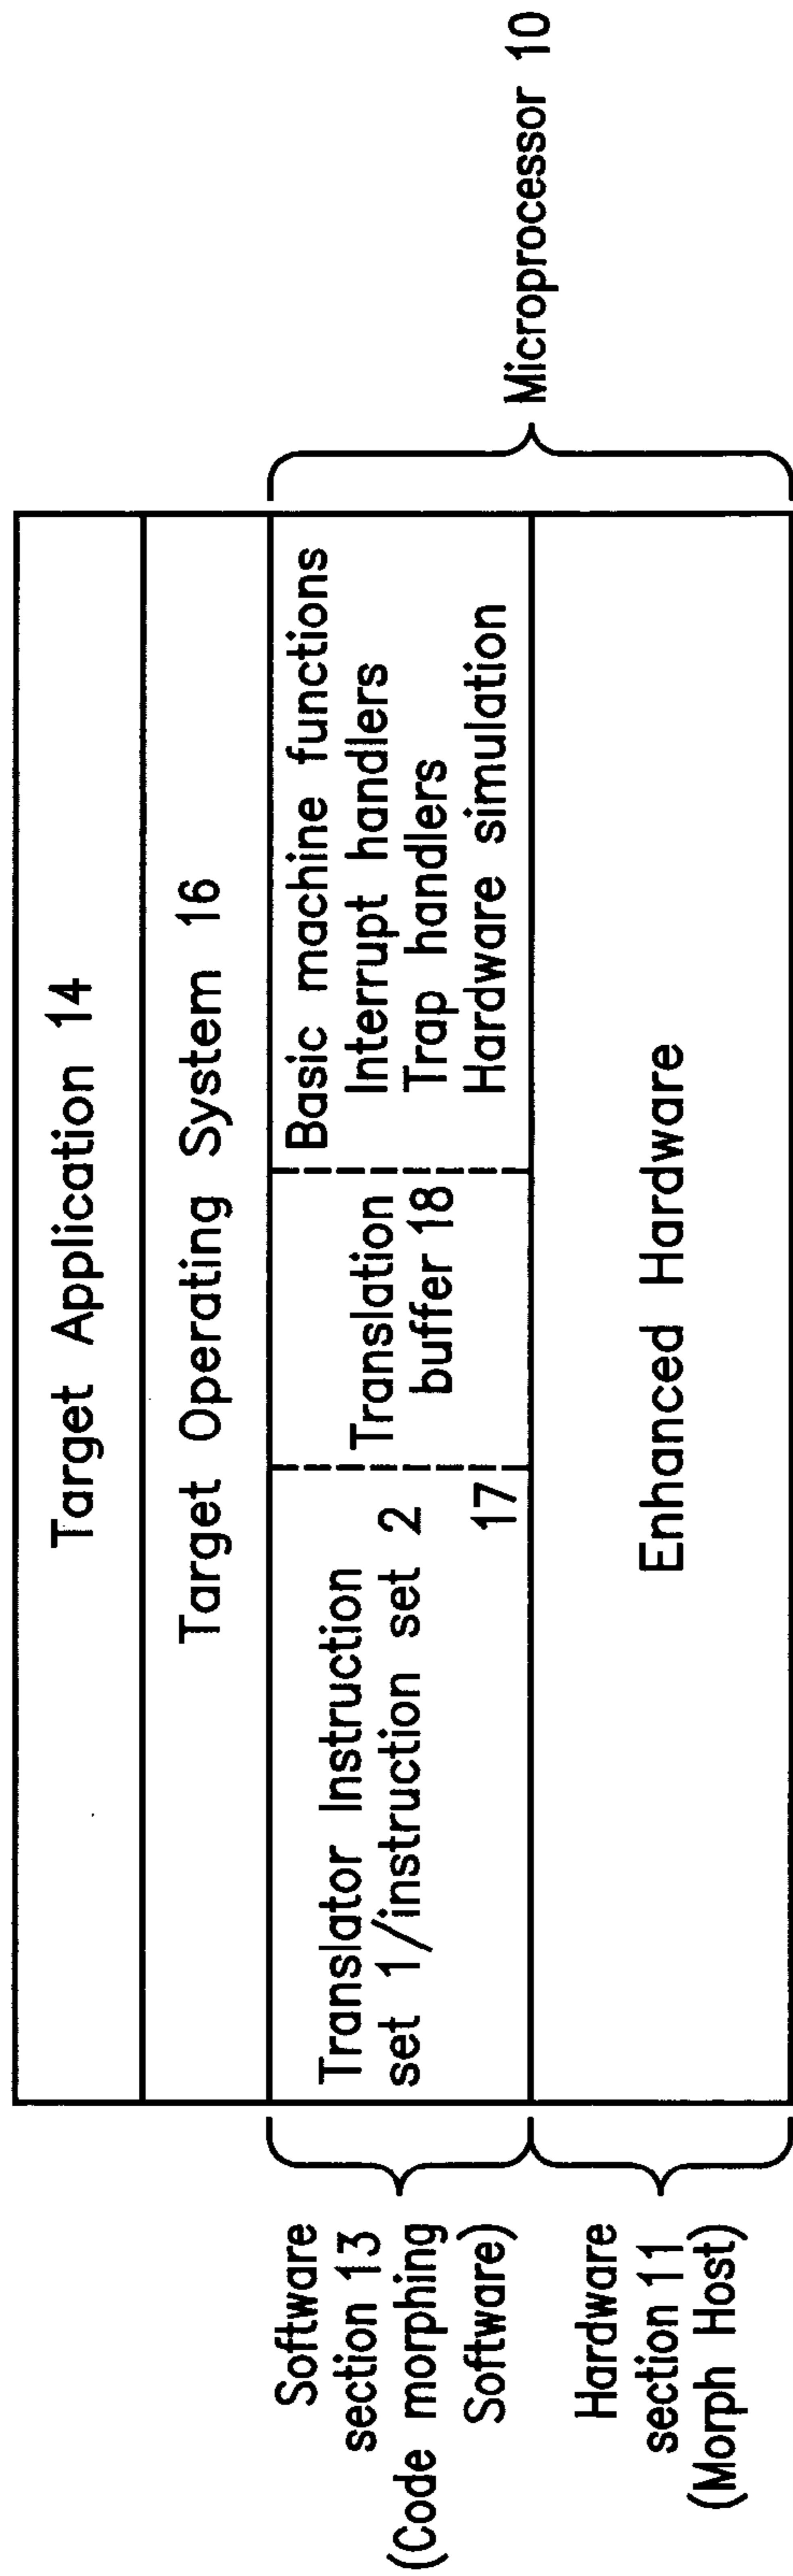 Target Application 14
Target Operating System 16
Software
section 13
(Code morphing
Software)
Translator Instruction
set 1/instruction set 2
17
Translation
buffer 18
Basic machine functions
Interrupt handlers
Trap handlers
Hardware simulation
Microprocessor 10
Hardware
section 11
(Morph Host)
Enhanced Hardware